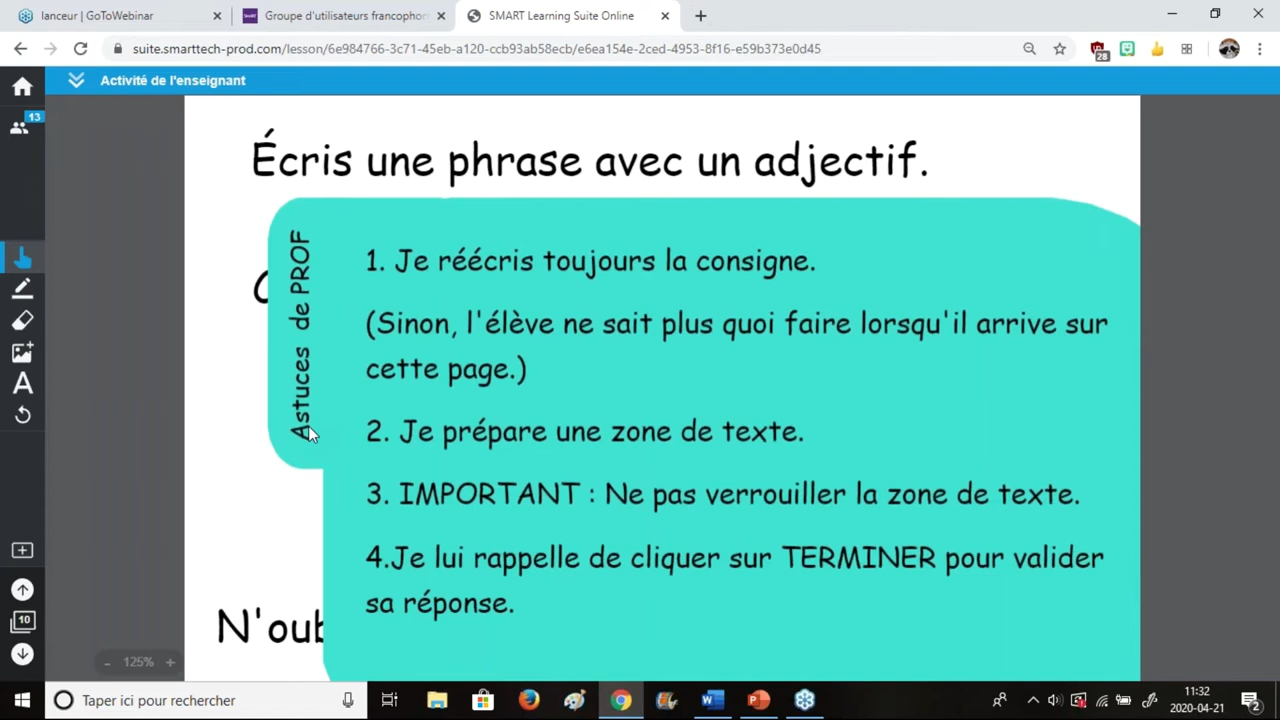 lanceur | GoToWebinar
Groupe d'utilisateurs francophon
SMART Learning Suite Online
suite.smarttech-prod.com/lesson/6e984766-3c71-45eb-a120-ccb93ab58ecb/e6ea154e-2ced-4953-8f16-e59b373e0d45
28
Activité de l'enseignant
13
Écris une phrase avec un adjectif.
Astuces de PROF
1. Je réécris toujours la consigne.
(Sinon, l'élève ne sait plus quoi faire lorsqu'il arrive sur
cette page.)
2. Je prépare une zone de texte.
3. IMPORTANT : Ne pas verrouiller la zone de texte.
4.Je lui rappelle de cliquer sur TERMINER pour valider
sa réponse.
N'oub
10
- 125% +
Taper ici pour rechercher
11:32
2020-04-21
2